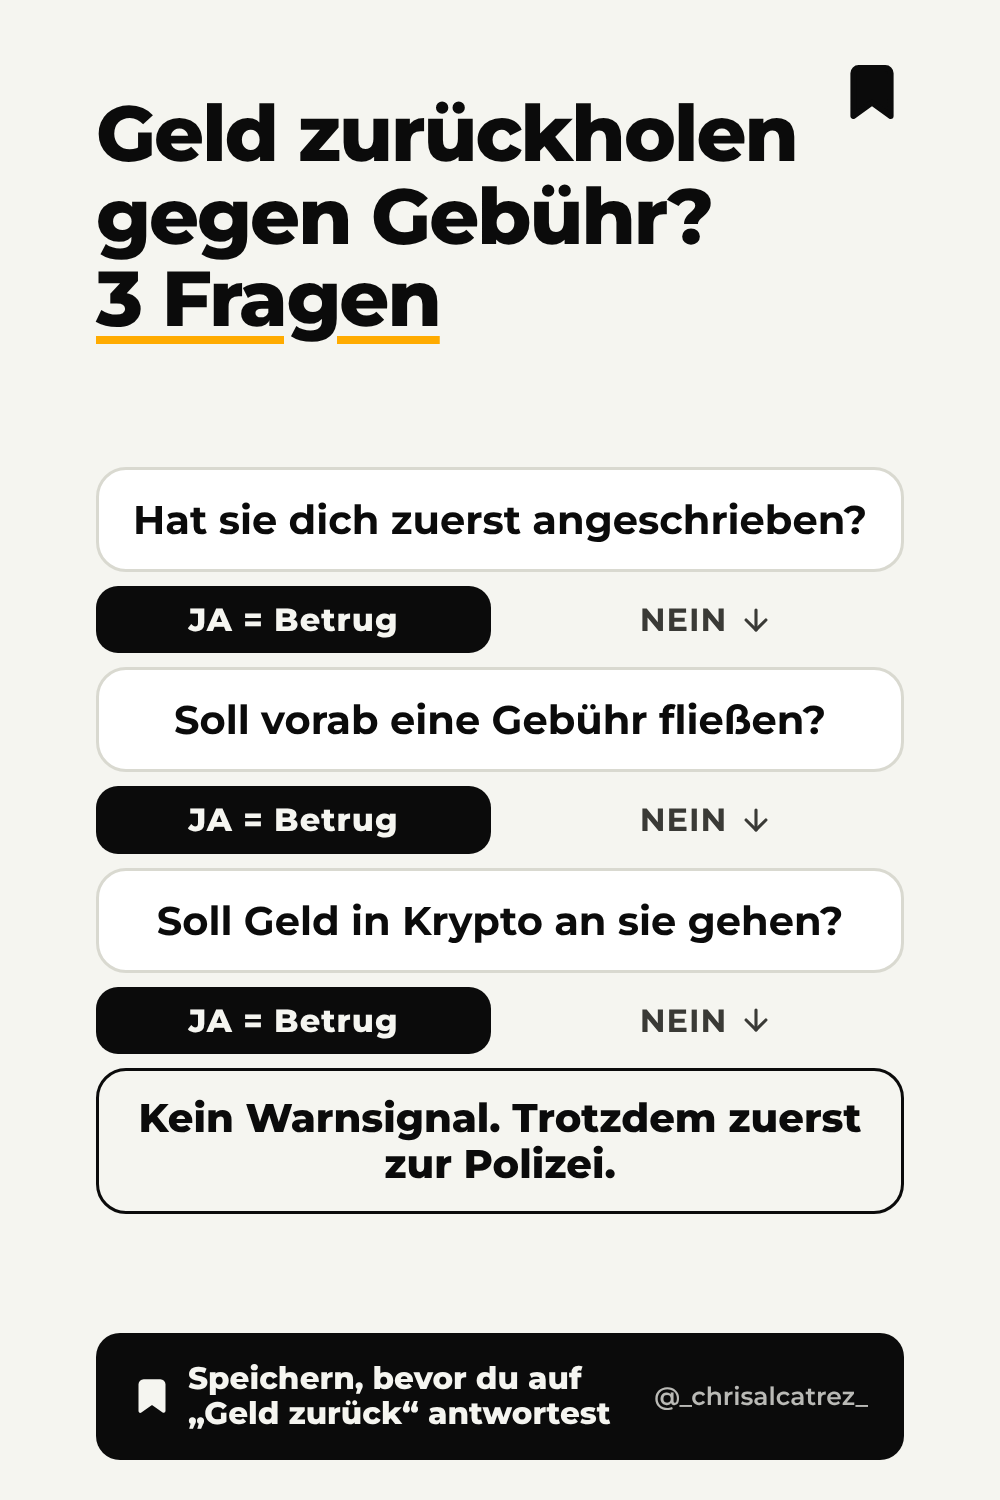 Geld zurückholen
gegen Gebühr?
3 Fragen
Hat sie dich zuerst angeschrieben?
JA = Betrug
NEIN ↓
Soll vorab eine Gebühr fließen?
JA = Betrug
NEIN ↓
Soll Geld in Krypto an sie gehen?
JA = Betrug
NEIN ↓
Kein Warnsignal. Trotzdem zuerst
zur Polizei.
Speichern, bevor du auf
„Geld zurück“ antwortest
@_chrisalcatrez_